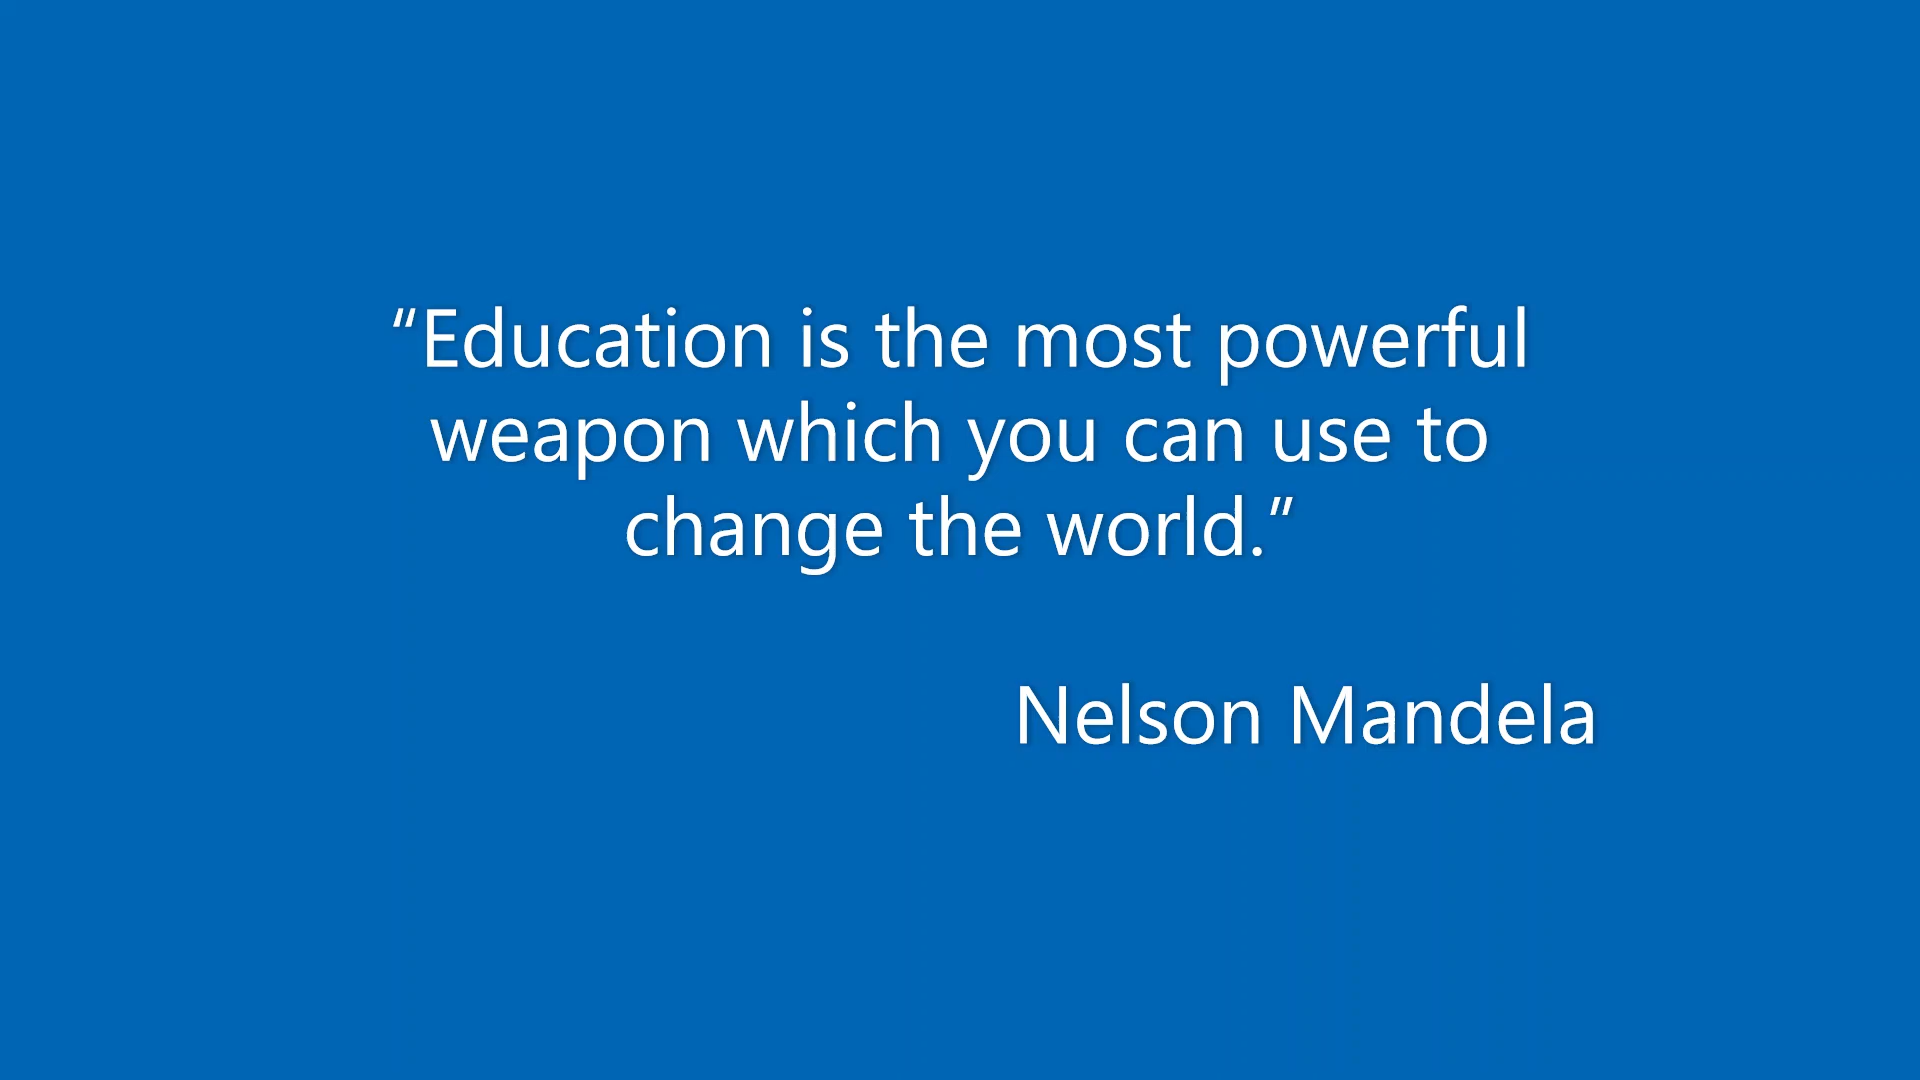 “Education is the most powerful
weapon which you can use to
change the world.”
Nelson Mandela